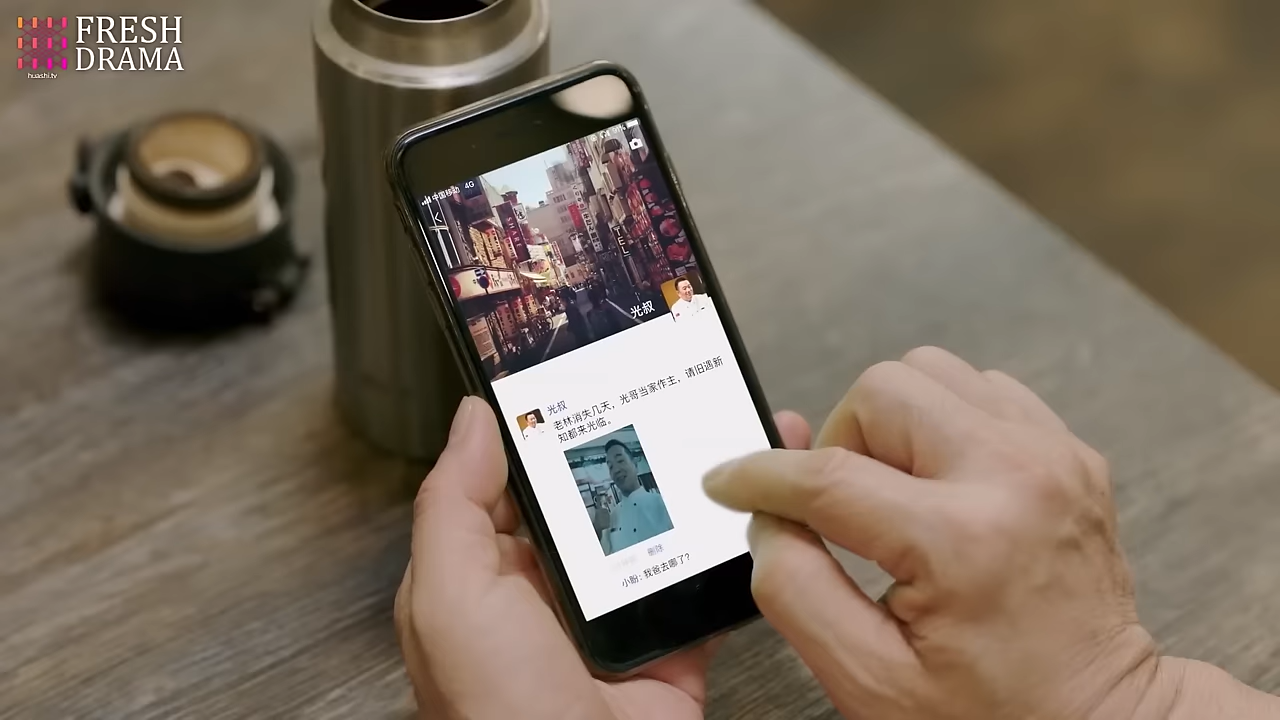 FRESH
DRAMA
huashi.tv
中国移动 4G
光叔
光叔
老林消失几天，光哥当家作主，请旧遇新
知都来光临。
删除
小盼: 我爸去哪了?